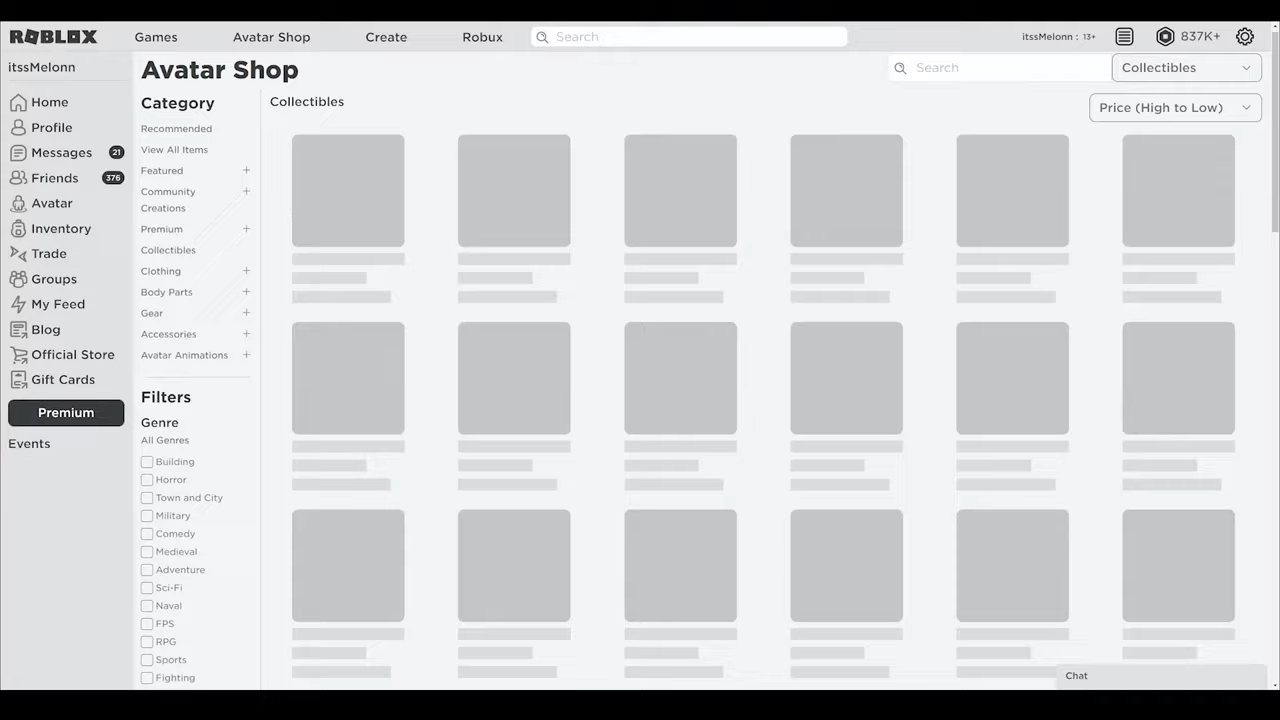 ROBLOX Games Avatar Shop Create Robux Search itssMelonn : 13+ 837K+
itssMelonn
Home
Profile
Messages 21
Friends 376
Avatar
Inventory
Trade
Groups
My Feed
Blog
Official Store
Gift Cards
Premium
Events
Avatar Shop Search Collectibles
Category
Recommended
View All Items
Featured +
Community +
Creations
Premium +
Collectibles
Clothing +
Body Parts +
Gear +
Accessories +
Avatar Animations +
Filters
Genre
All Genres
Building
Horror
Town and City
Military
Comedy
Medieval
Adventure
Sci-Fi
Naval
FPS
RPG
Sports
Fighting
Collectibles
Price (High to Low)
Chat